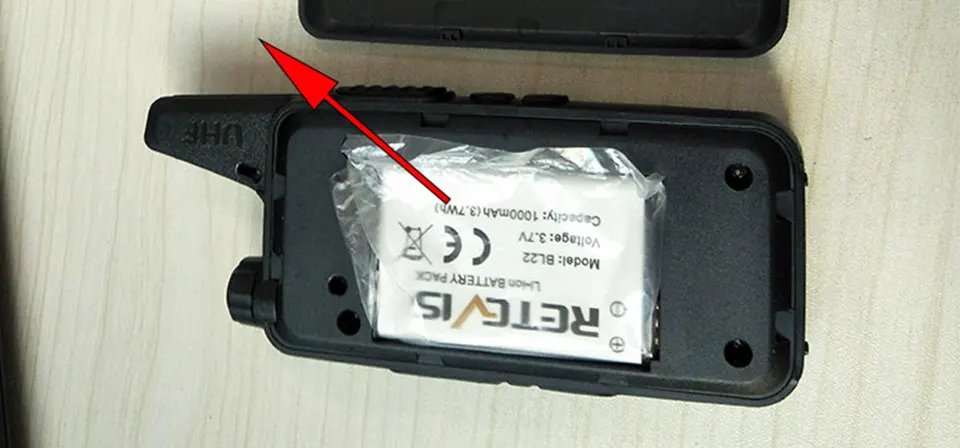 UHF
RETEVIS
Li-ion BATTERY PACK
Model: BL22
Voltage: 3.7V
Capacity: 1000mAh (3.7Wh)
CE